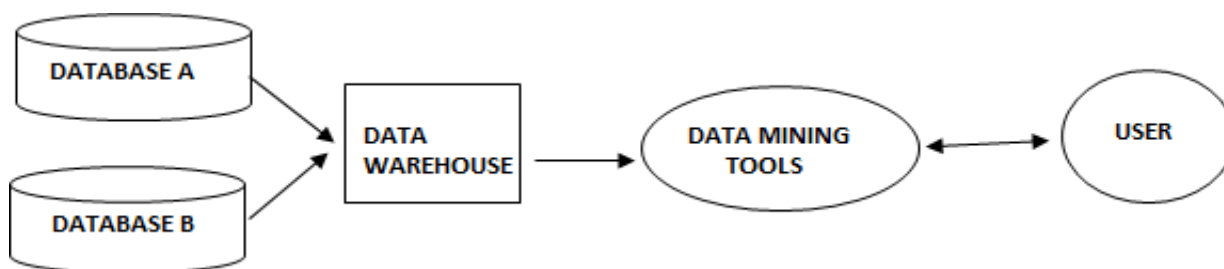 DATABASE A
DATABASE B
DATA
WAREHOUSE
DATA MINING
TOOLS
USER